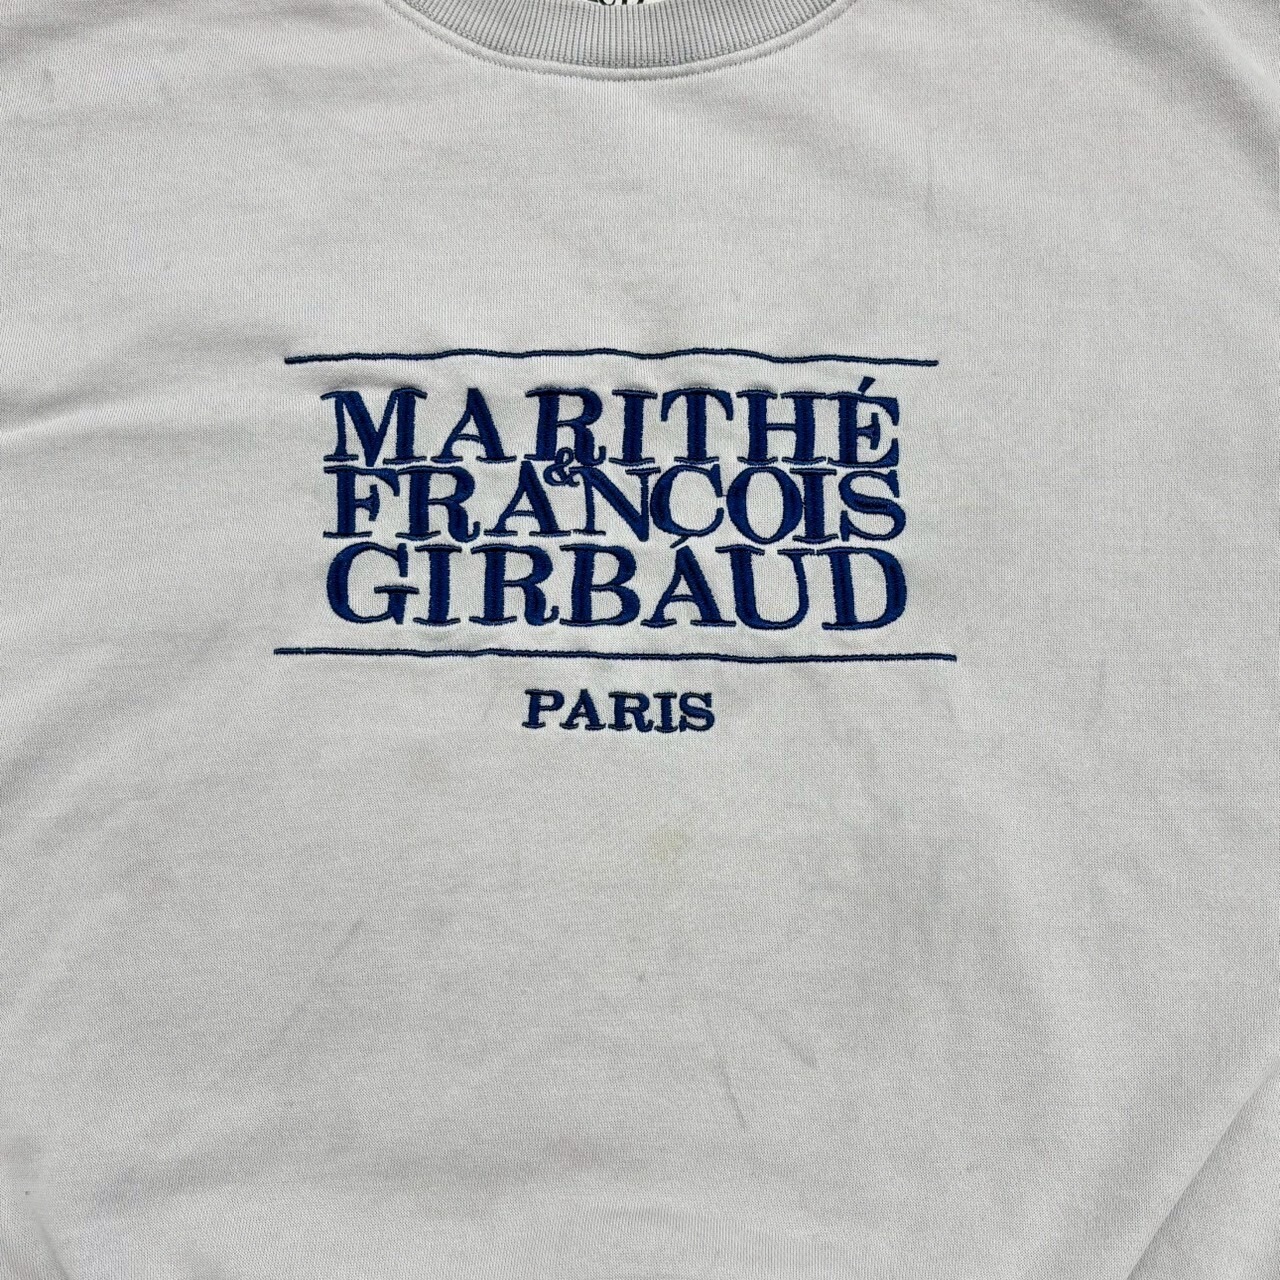 MARITHÉ
&
FRANÇOIS
GIRBAUD
PARIS